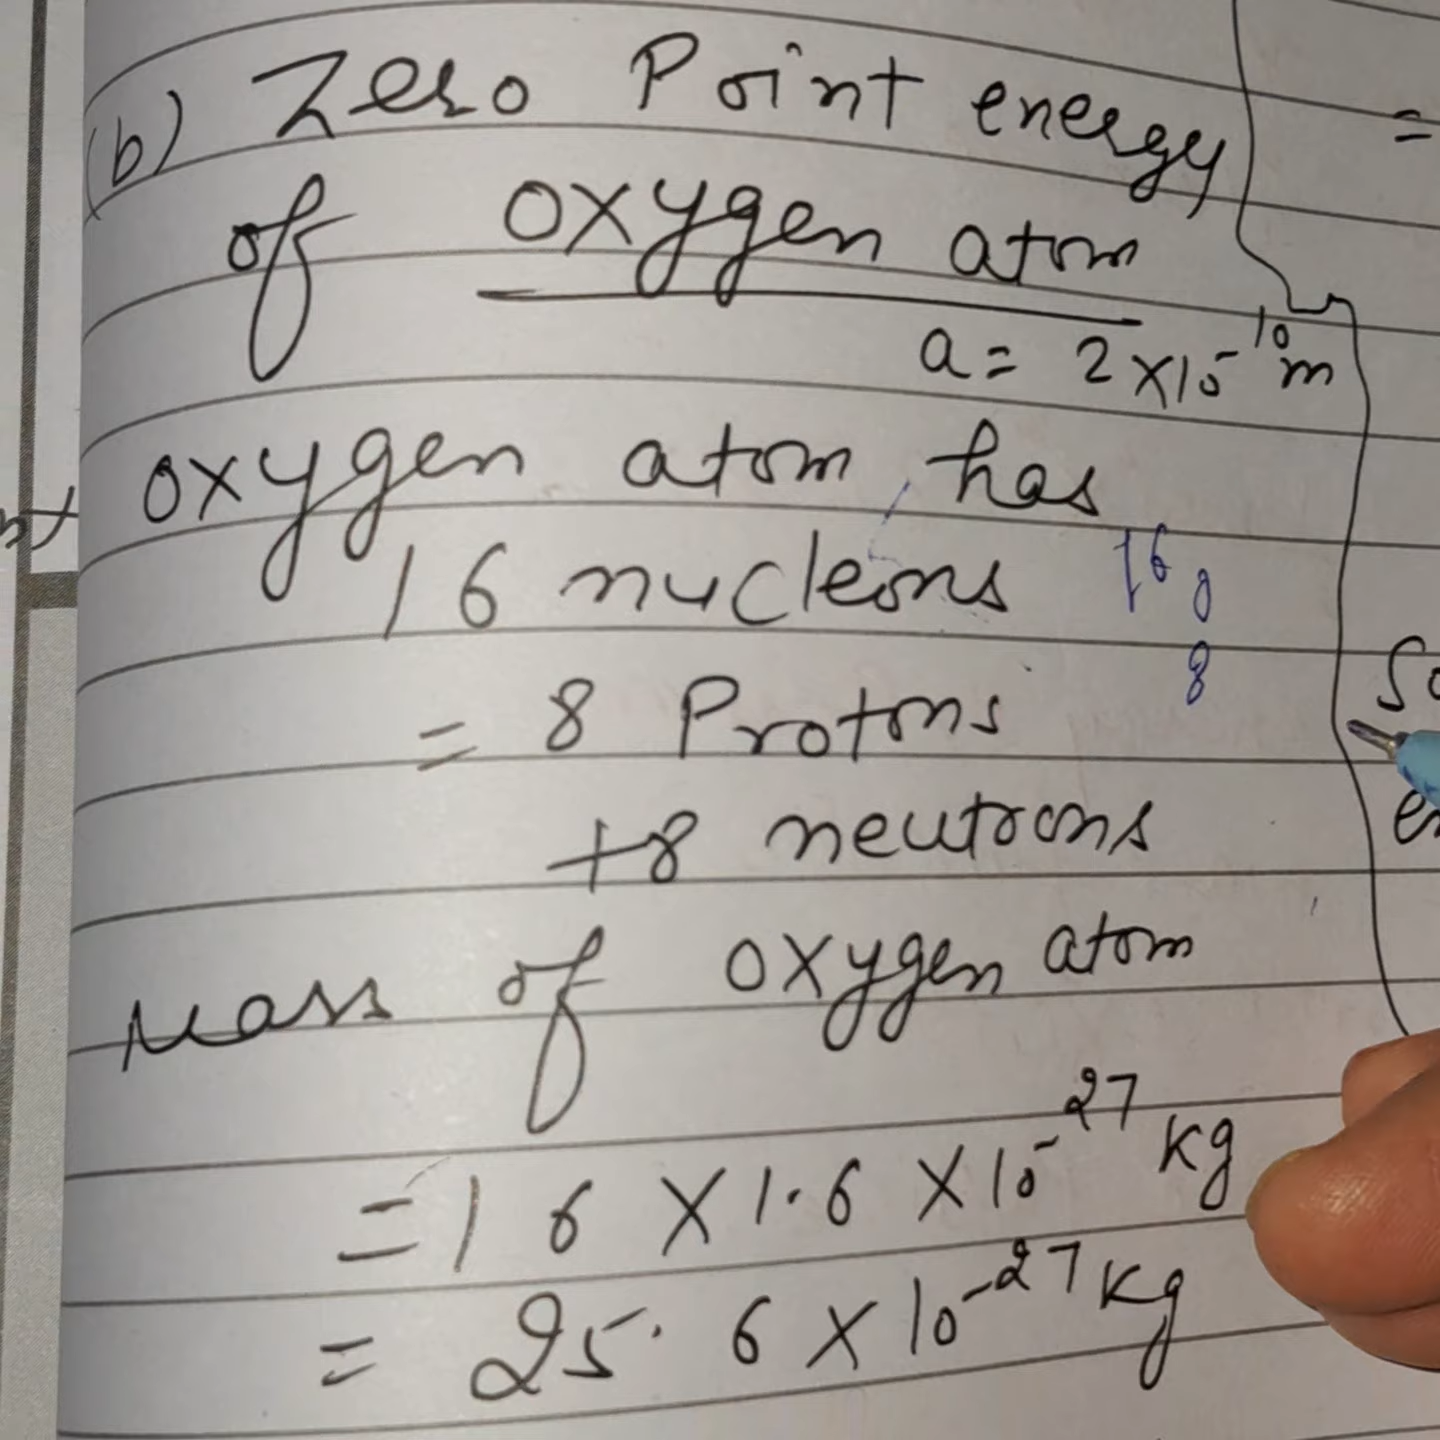 (b) Zero Point energy
of oxygen atom
a = 2×10⁻¹⁰m
oxygen atom has
16 nucleons ¹⁶₈O
= 8 Protons
+8 neutrons
Mass of oxygen atom
= 16 × 1.6 × 10⁻²⁷ kg
= 25.6 × 10⁻²⁷ kg
=